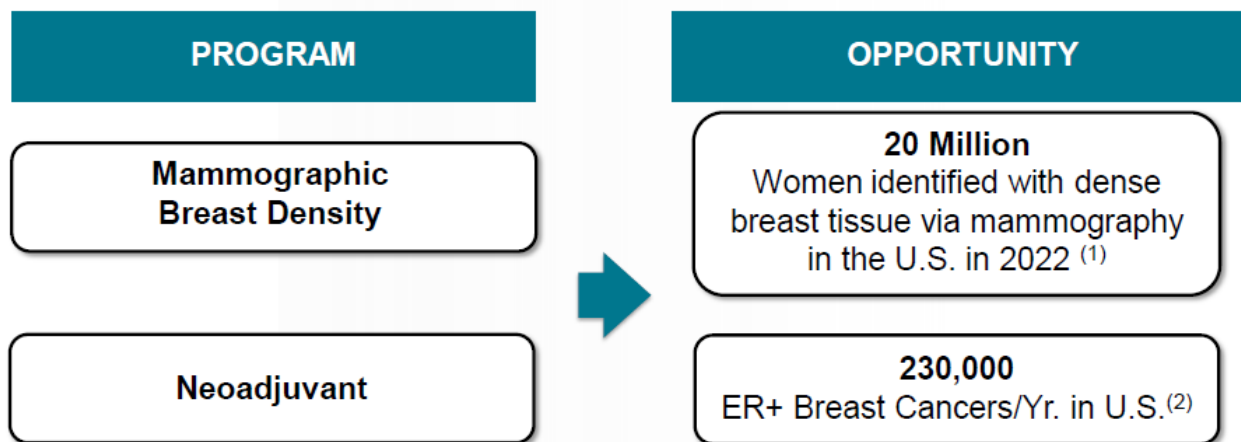 PROGRAM
OPPORTUNITY
Mammographic
Breast Density
20 Million
Women identified with dense
breast tissue via mammography
in the U.S. in 2022 (1)
Neoadjuvant
230,000
ER+ Breast Cancers/Yr. in U.S.(2)